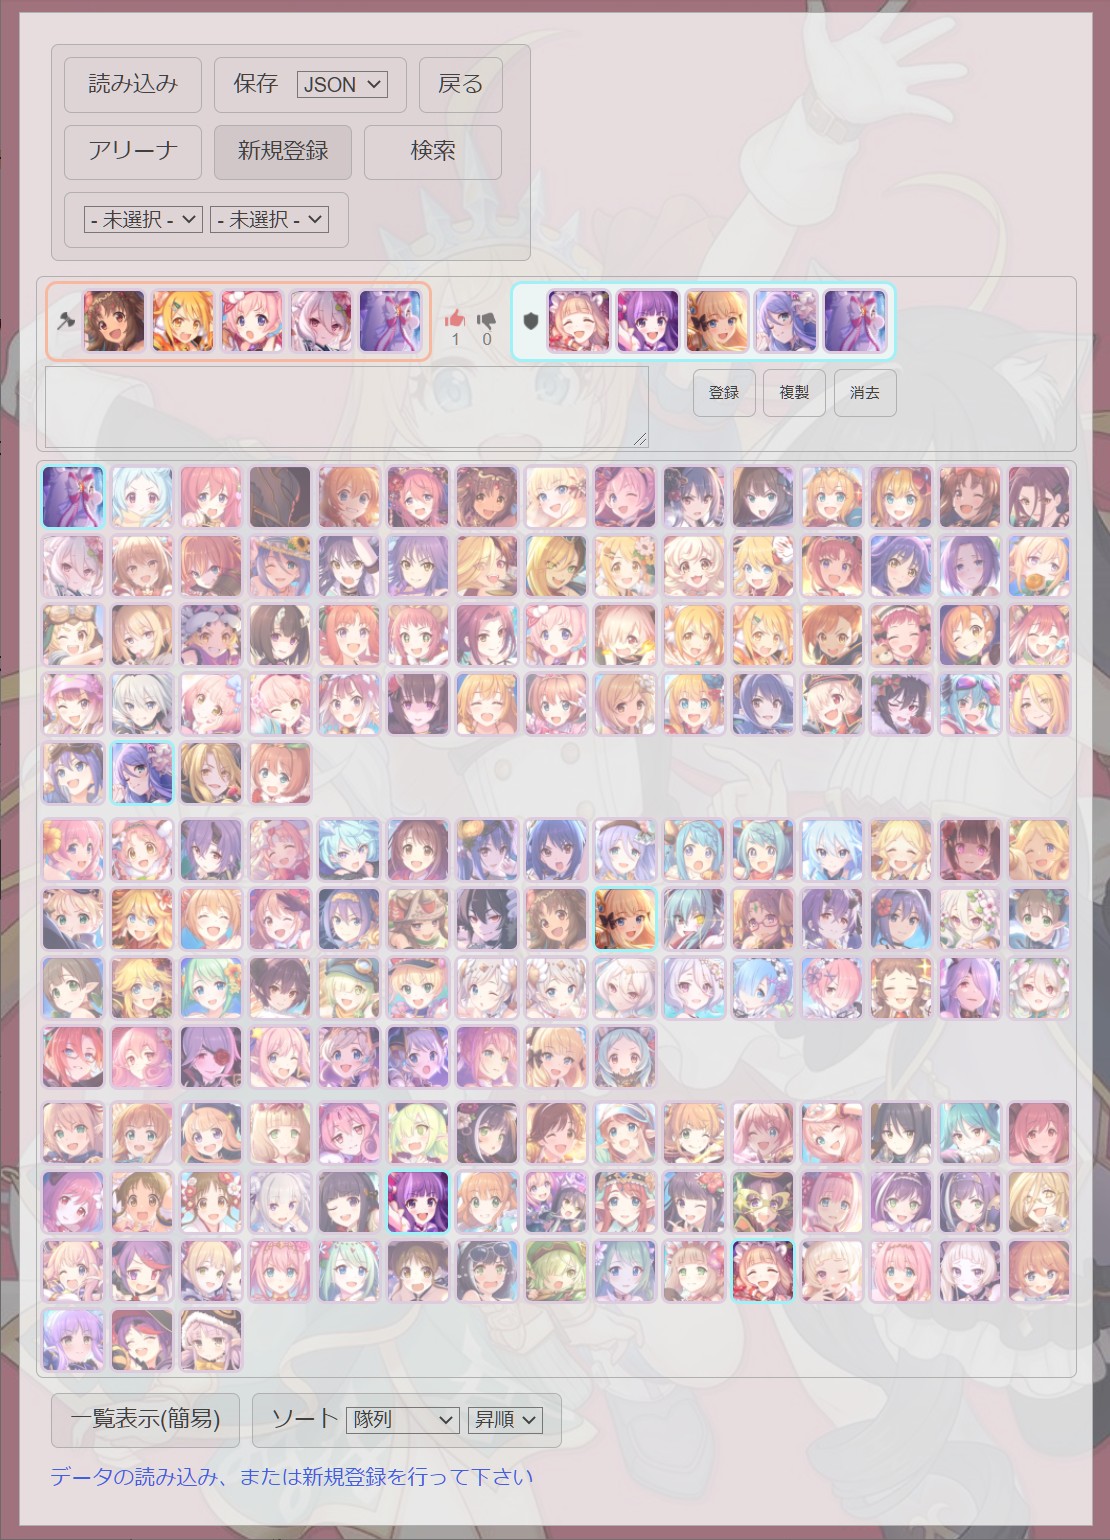 読み込み 保存 JSON 戻る
アリーナ 新規登録 検索
- 未選択 - - 未選択 -
1 0
登録 複製 消去
一覧表示(簡易) ソート 隊列 昇順
データの読み込み、または新規登録を行って下さい